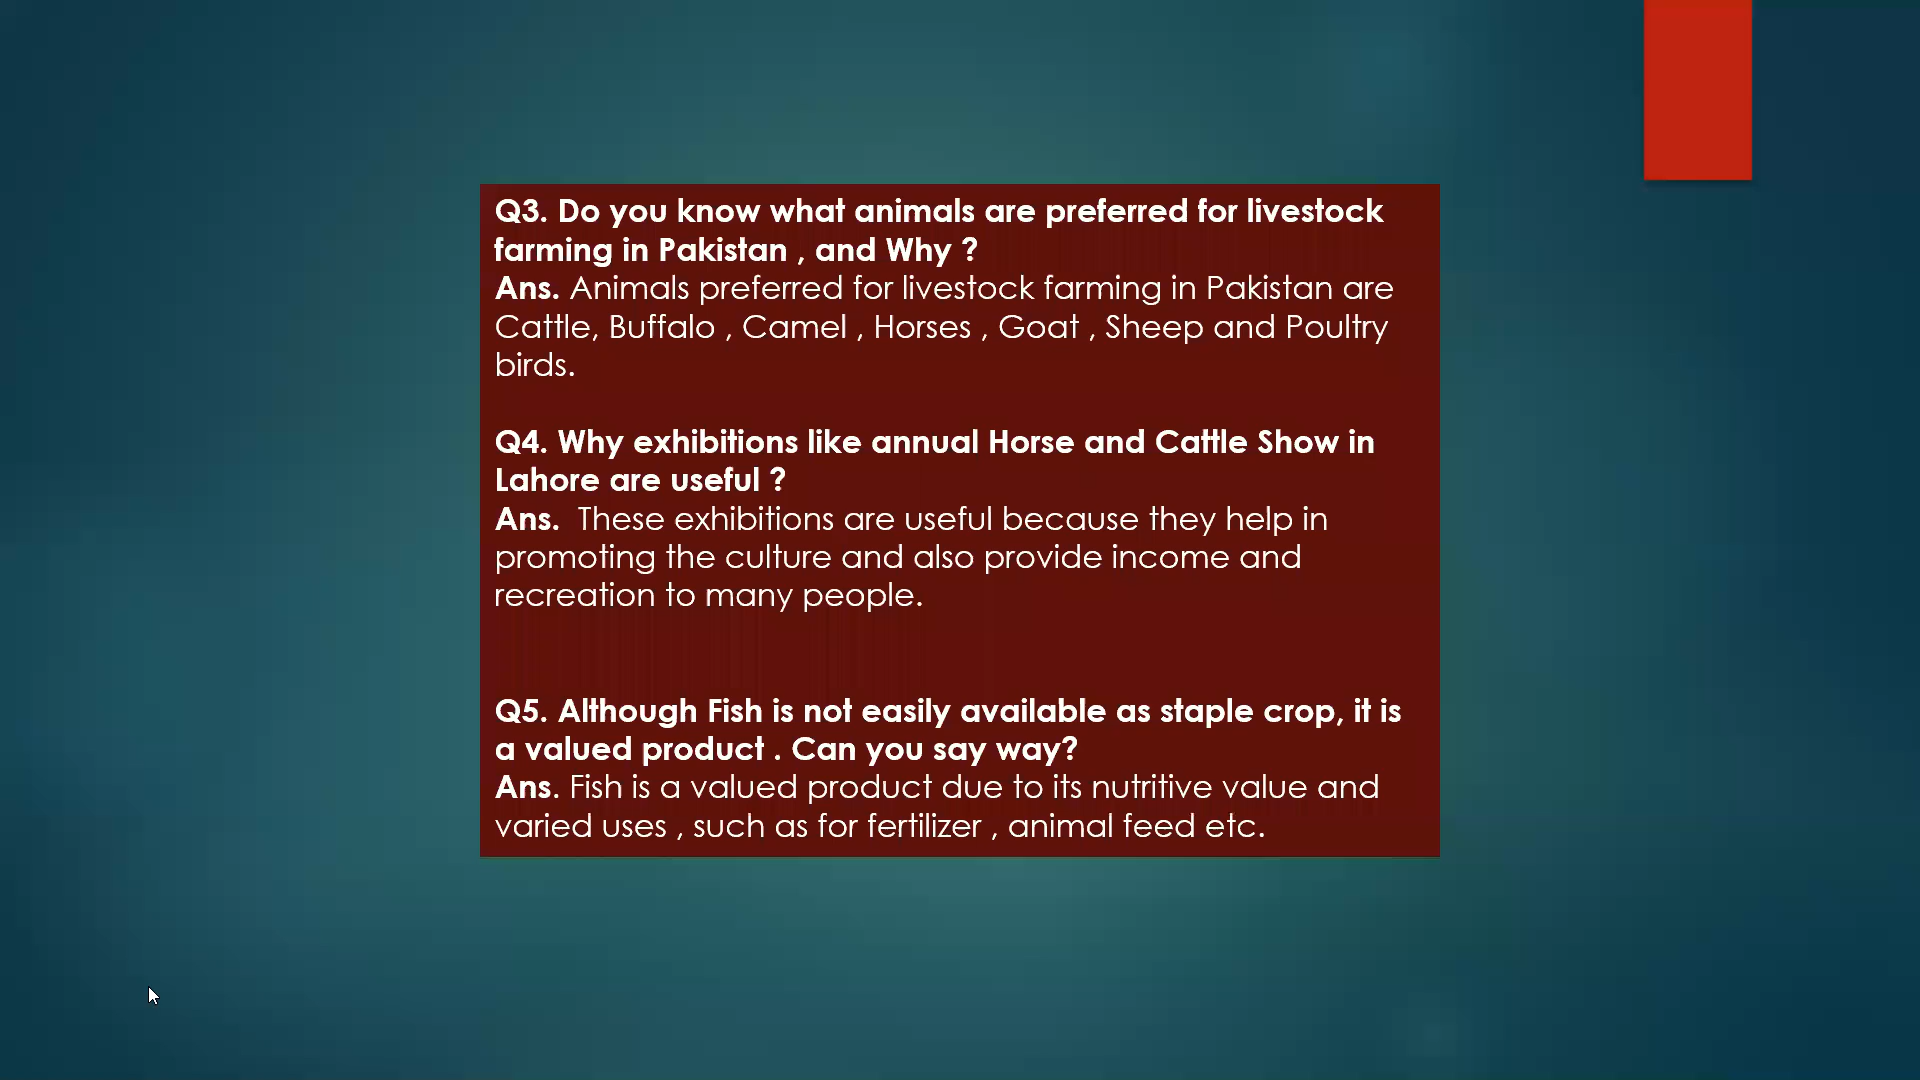 Q3. Do you know what animals are preferred for livestock
farming in Pakistan , and Why ?
Ans. Animals preferred for livestock farming in Pakistan are
Cattle, Buffalo , Camel , Horses , Goat , Sheep and Poultry
birds.
Q4. Why exhibitions like annual Horse and Cattle Show in
Lahore are useful ?
Ans.  These exhibitions are useful because they help in
promoting the culture and also provide income and
recreation to many people.
Q5. Although Fish is not easily available as staple crop, it is
a valued product . Can you say way?
Ans. Fish is a valued product due to its nutritive value and
varied uses , such as for fertilizer , animal feed etc.